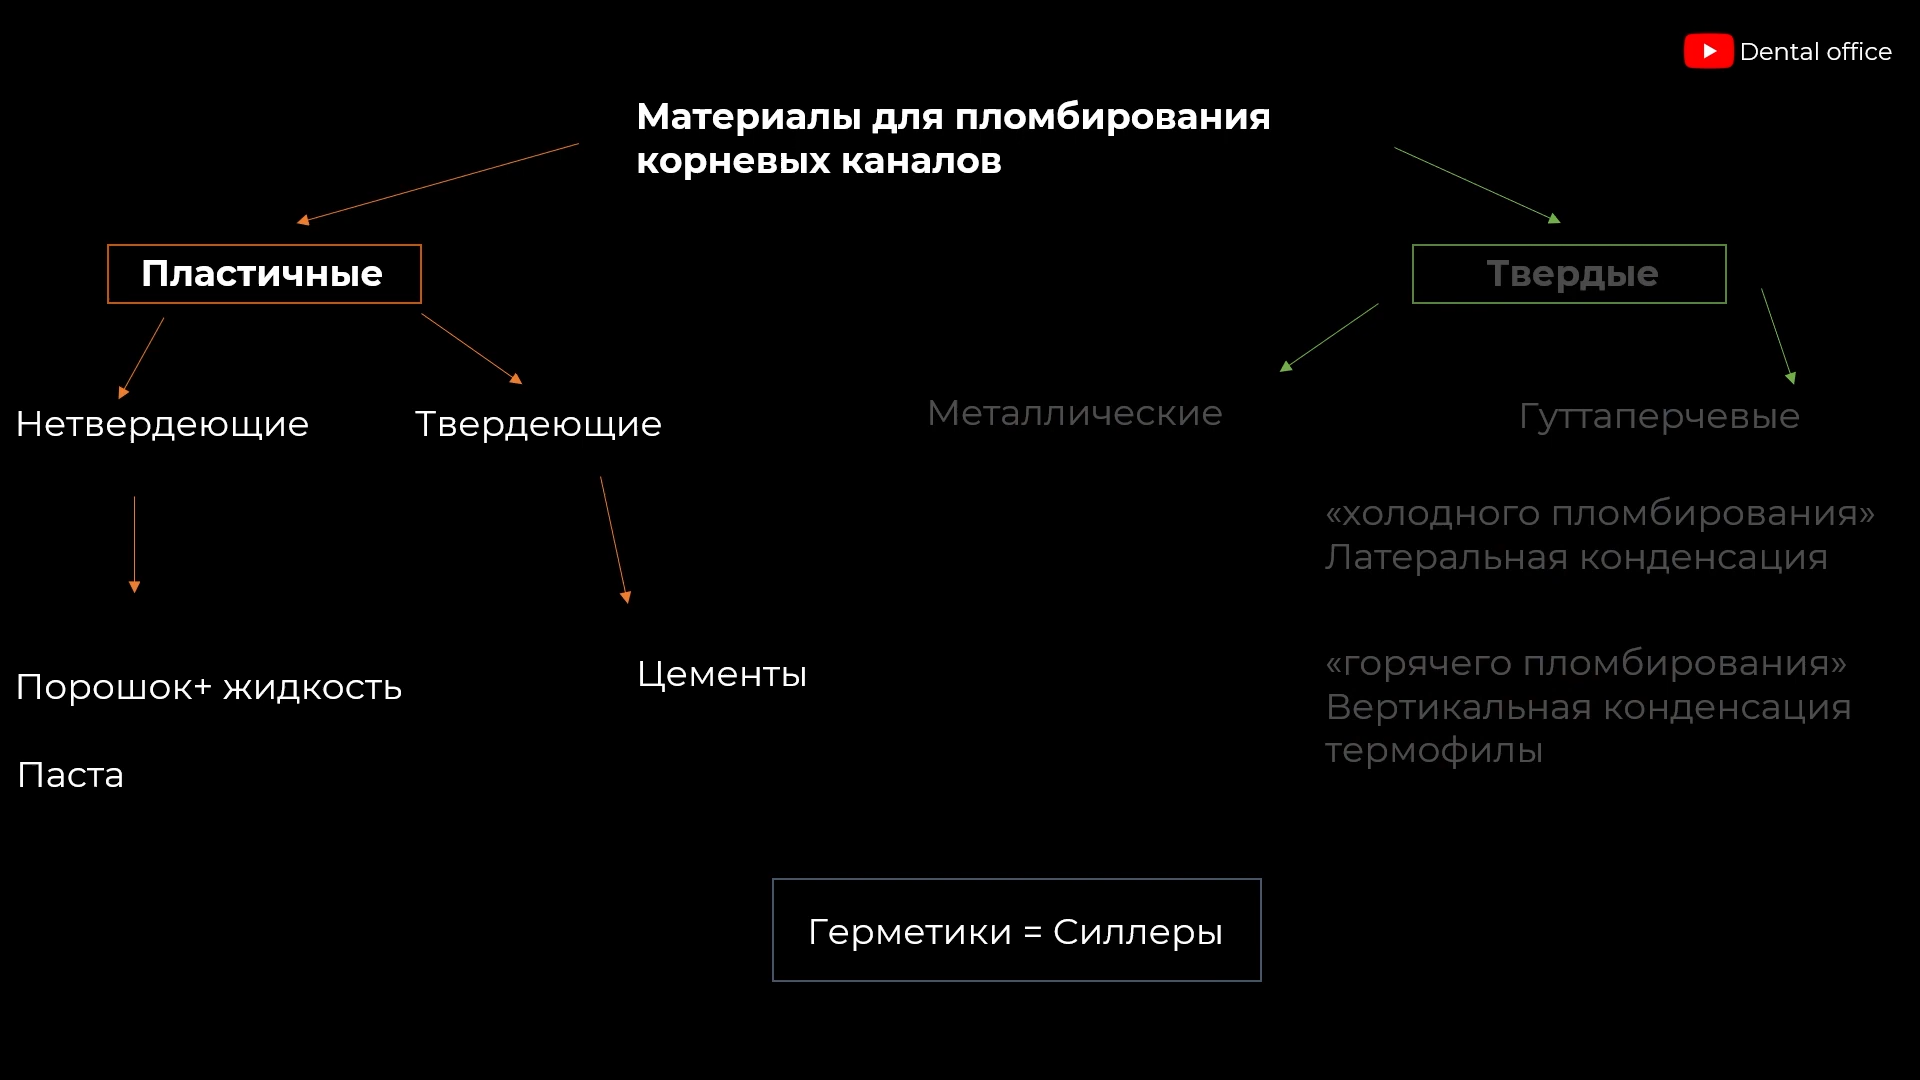 Dental office
Материалы для пломбирования
корневых каналов
Пластичные
Твердые
Нетвердеющие
Твердеющие
Металлические
Гуттаперчевые
«холодного пломбирования»
Латеральная конденсация
Порошок+ жидкость
Цементы
«горячего пломбирования»
Вертикальная конденсация
термофилы
Паста
Герметики = Силлеры